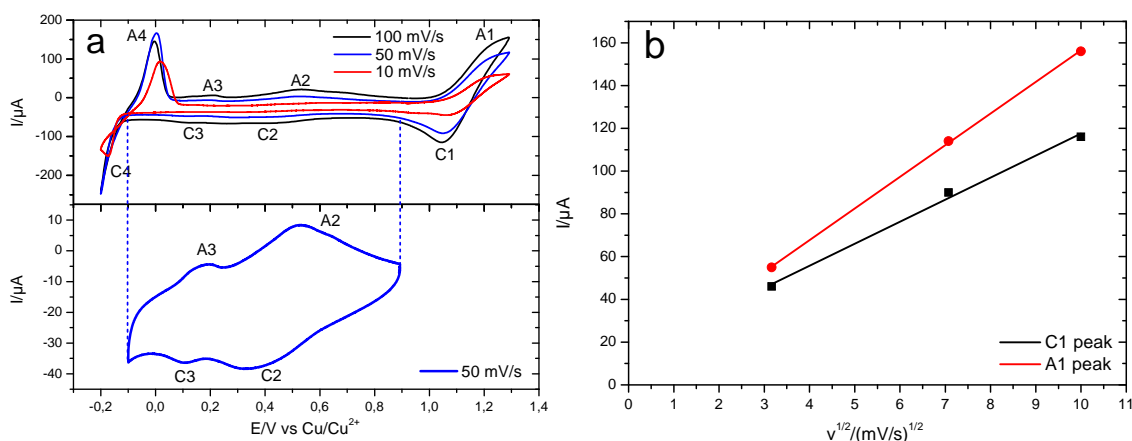 a
A4
A3
A2
A1
100 mV/s
50 mV/s
10 mV/s
200
100
0
-100
-200
I/µA
C4
C3
C2
C1
10
0
-10
-20
-30
-40
I/µA
A3
A2
C3
C2
50 mV/s
-0,2 0,0 0,2 0,4 0,6 0,8 1,0 1,2 1,4
E/V vs Cu/Cu²⁺
b
160
140
120
100
80
60
40
20
0
I/µA
C1 peak
A1 peak
0 1 2 3 4 5 6 7 8 9 10 11
v^1/2/(mV/s)^1/2